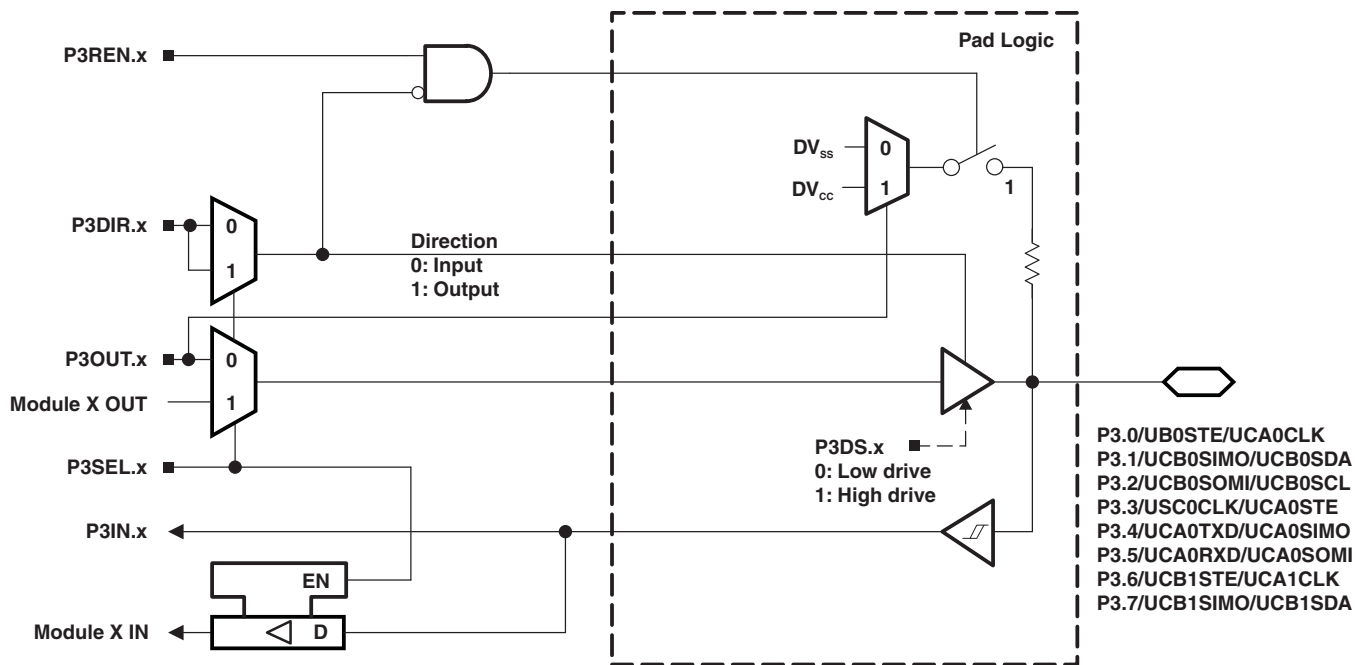 Pad Logic
P3REN.x
DVss
0
DVcc
1
1
P3DIR.x
0
1
Direction
0: Input
1: Output
P3OUT.x
0
Module X OUT
1
P3DS.x
0: Low drive
1: High drive
P3SEL.x
P3IN.x
EN
Module X IN
D
P3.0/UB0STE/UCA0CLK
P3.1/UCB0SIMO/UCB0SDA
P3.2/UCB0SOMI/UCB0SCL
P3.3/USC0CLK/UCA0STE
P3.4/UCA0TXD/UCA0SIMO
P3.5/UCA0RXD/UCA0SOMI
P3.6/UCB1STE/UCA1CLK
P3.7/UCB1SIMO/UCB1SDA